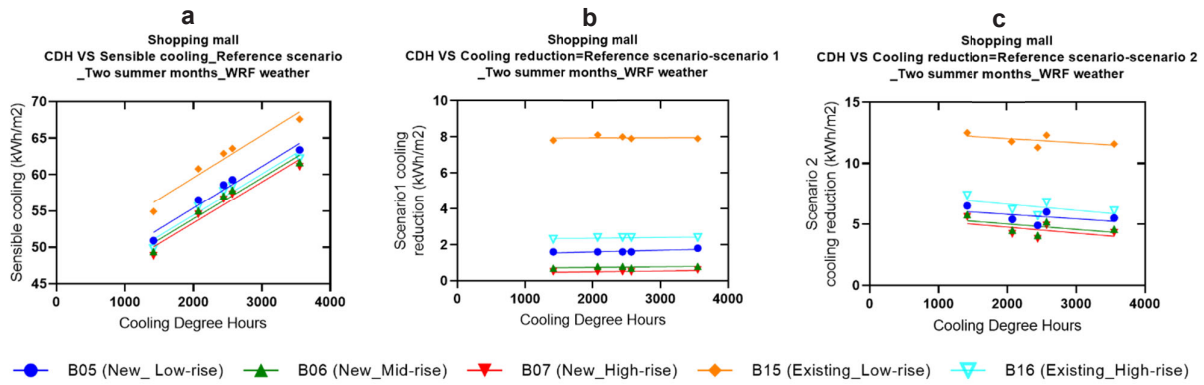 a
Shopping mall
CDH VS Sensible cooling_Reference scenario
_Two summer months_WRF weather
70
65
60
55
50
45
0
1000
2000
3000
4000
Sensible cooling (kWh/m2)
Cooling Degree Hours
b
Shopping mall
CDH VS Cooling reduction=Reference scenario-scenario 1
_Two summer months_WRF weather
10
8
6
4
2
0
0
1000
2000
3000
4000
Scenario 1 cooling
reduction (kWh/m2)
Cooling Degree Hours
c
Shopping mall
CDH VS Cooling reduction=Reference scenario-scenario 2
_Two summer months_WRF weather
15
10
5
0
0
1000
2000
3000
4000
Scenario 2
cooling reduction (kWh/m2)
Cooling Degree Hours
B05 (New_ Low-rise)
B06 (New_Mid-rise)
B07 (New_High-rise)
B15 (Existing_Low-rise)
B16 (Existing_High-rise)